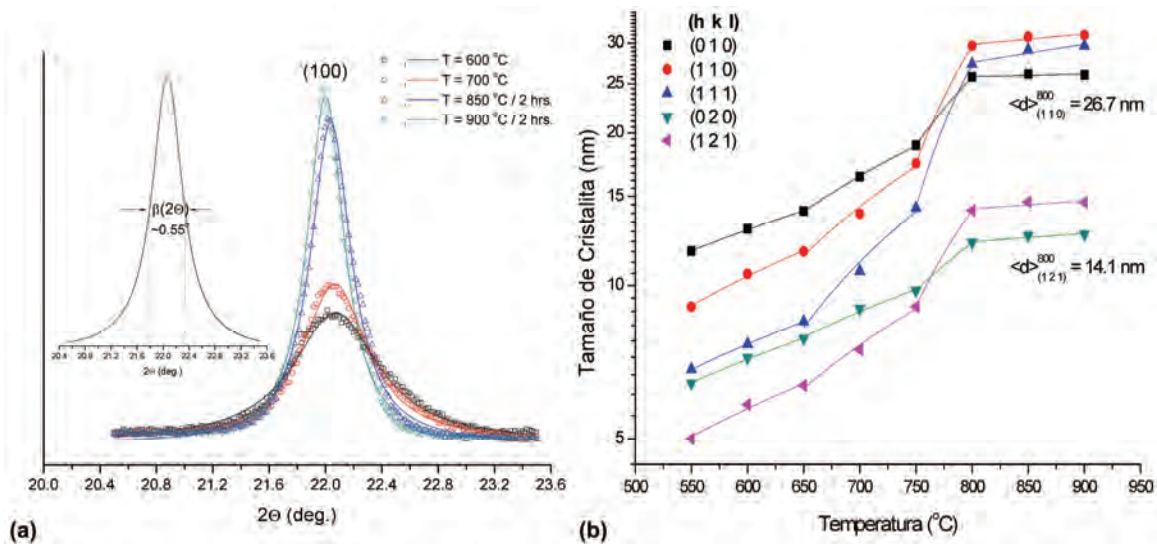 (100)
T = 600 °C
T = 700 °C
T = 850 °C / 2 hrs.
T = 900 °C / 2 hrs.
β(2Θ)
~0.55°
20.4 20.8 21.2 21.6 22.0 22.4 22.8 23.2 23.6
2Θ (deg.)
20.0 20.4 20.8 21.2 21.6 22.0 22.4 22.8 23.2 23.6
2Θ (deg.)
(a)
(h k l)
(0 1 0)
(1 1 0)
(1 1 1)
(0 2 0)
(1 2 1)
<d>800(110) = 26.7 nm
<d>800(121) = 14.1 nm
30
25
20
15
10
5
Tamaño de Crislalita (nm)
500 550 600 650 700 750 800 850 900 950
Temperatura (°C)
(b)